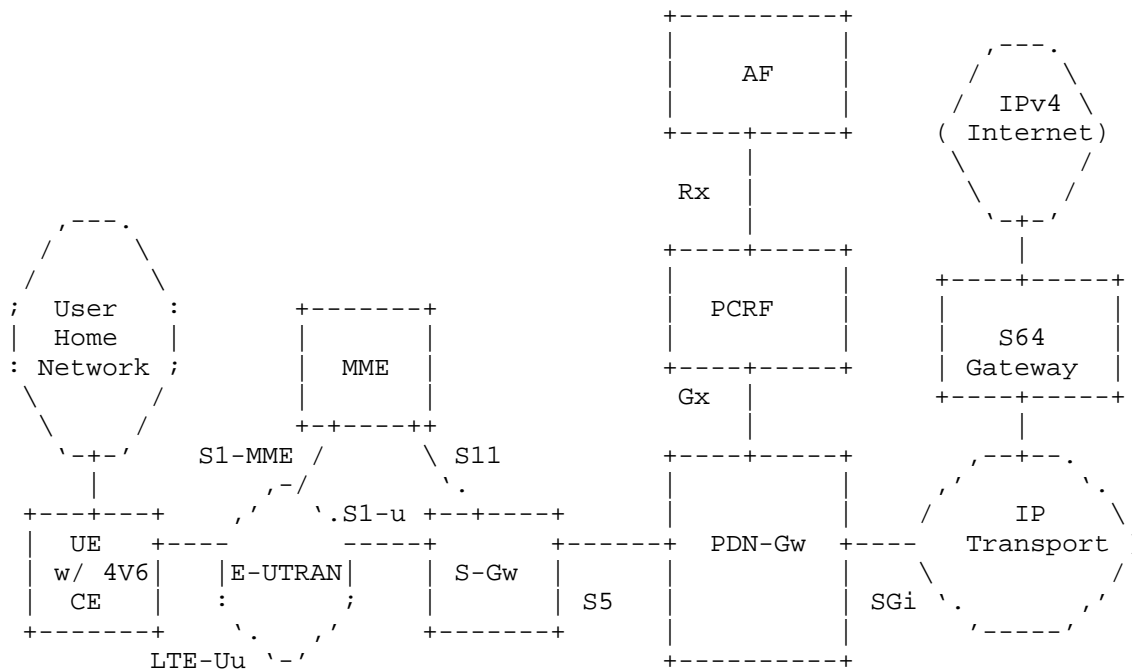 AF
IPv4
( Internet)
Rx
User
Home
Network
PCRF
S64
Gateway
MME
Gx
S1-MME
S11
S1-u
UE
w/ 4V6
CE
E-UTRAN
S-Gw
PDN-Gw
IP
Transport
S5
SGi
LTE-Uu